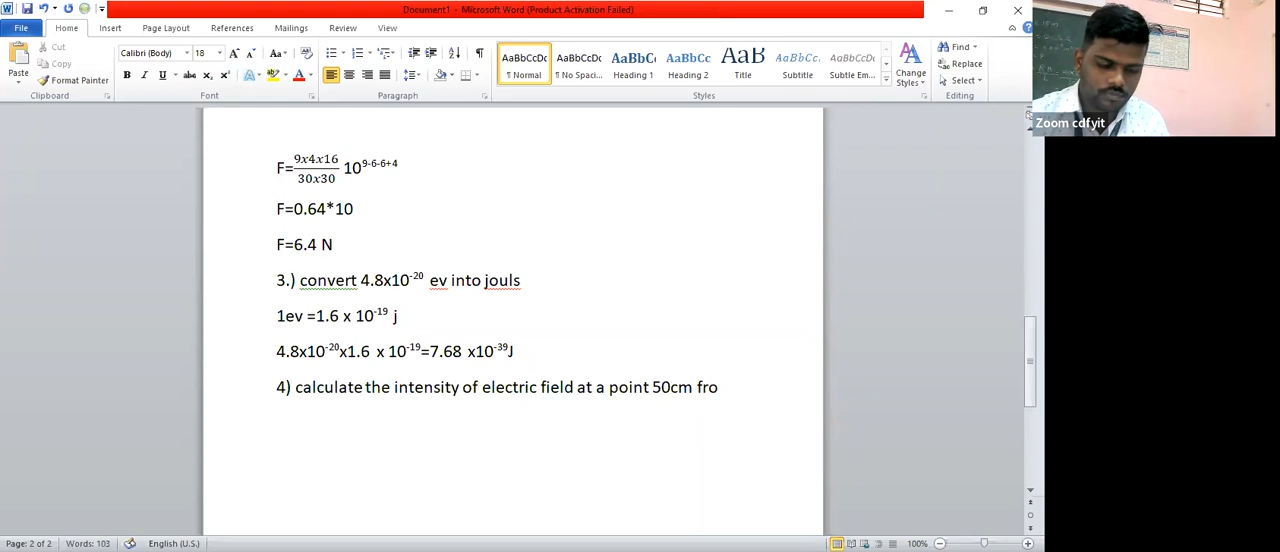 Document1 - Microsoft Word (Product Activation Failed)
File Home Insert Page Layout References Mailings Review View
Paste Cut Copy Format Painter Clipboard
Calibri (Body) 18 Font
Paragraph
AaBbCcDc ¶ Normal AaBbCcDc ¶ No Spaci... AaBbC Heading 1 AaBbCc Heading 2 AaB Title AaBbCc. Subtitle AaBbCcDc Subtle Em... Change Styles Styles
Find Replace Select Editing
Zoom cdfyit
F=9x4x16/30x30 10^9-6-6+4
F=0.64*10
F=6.4 N
3.) convert 4.8x10^-20 ev into jouls
1ev =1.6 x 10^-19 j
4.8x10^-20x1.6 x 10^-19=7.68 x10^-39J
4) calculate the intensity of electric field at a point 50cm fro
Page: 2 of 2 Words: 103 English (U.S.) 100%